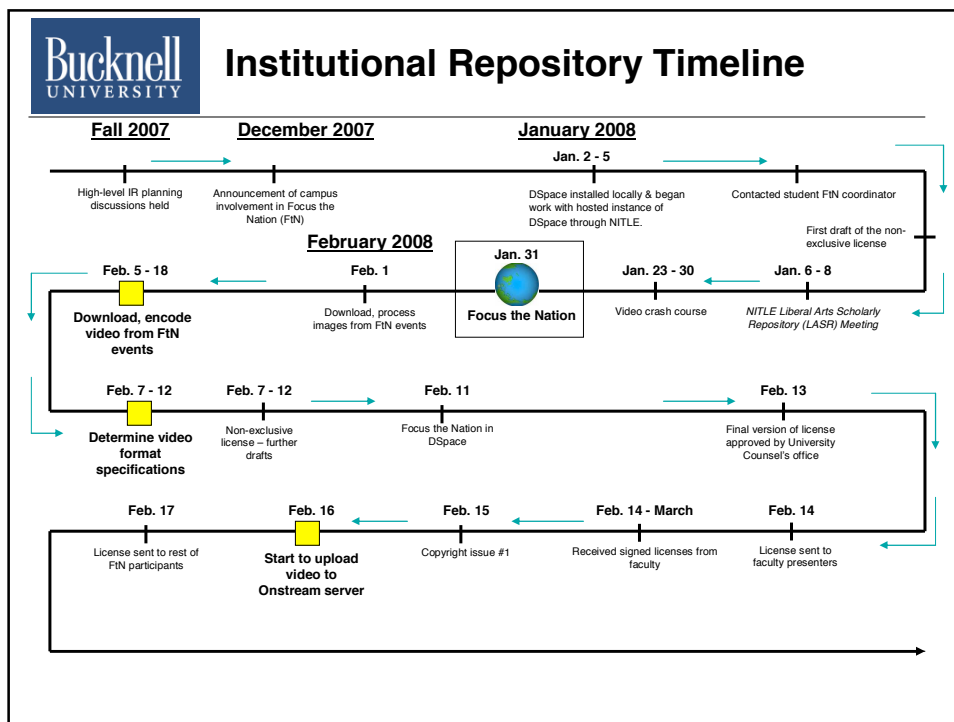 Bucknell
UNIVERSITY
Institutional Repository Timeline
Fall 2007
December 2007
January 2008
Jan. 2 - 5
High-level IR planning
discussions held
Announcement of campus
involvement in Focus the
Nation (FtN)
DSpace installed locally & began
work with hosted instance of
DSpace through NITLE.
Contacted student FtN coordinator
First draft of the non-
exclusive license
February 2008
Feb. 5 - 18
Feb. 1
Jan. 31
Jan. 23 - 30
Jan. 6 - 8
Download, encode
video from FtN
events
Download, process
images from FtN events
Focus the Nation
Video crash course
NITLE Liberal Arts Scholarly
Repository (LASR) Meeting
Feb. 7 - 12
Feb. 7 - 12
Feb. 11
Feb. 13
Determine video
format
specifications
Non-exclusive
license – further
drafts
Focus the Nation in
DSpace
Final version of license
approved by University
Counsel's office
Feb. 17
Feb. 16
Feb. 15
Feb. 14 - March
Feb. 14
License sent to rest of
FtN participants
Start to upload
video to
Onstream server
Copyright issue #1
Received signed licenses from
faculty
License sent to
faculty presenters